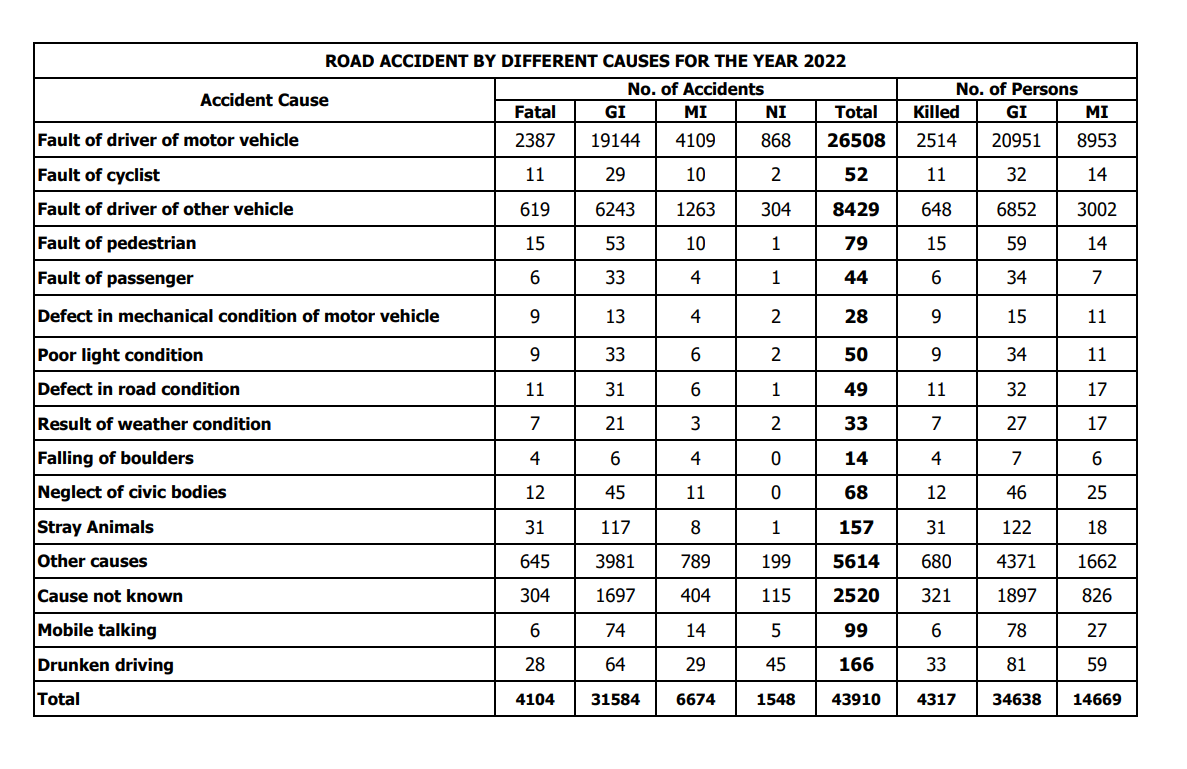 ROAD ACCIDENT BY DIFFERENT CAUSES FOR THE YEAR 2022
Accident Cause No. of Accidents No. of Persons
Fatal GI MI NI Total Killed GI MI
Fault of driver of motor vehicle 2387 19144 4109 868 26508 2514 20951 8953
Fault of cyclist 11 29 10 2 52 11 32 14
Fault of driver of other vehicle 619 6243 1263 304 8429 648 6852 3002
Fault of pedestrian 15 53 10 1 79 15 59 14
Fault of passenger 6 33 4 1 44 6 34 7
Defect in mechanical condition of motor vehicle 9 13 4 2 28 9 15 11
Poor light condition 9 33 6 2 50 9 34 11
Defect in road condition 11 31 6 1 49 11 32 17
Result of weather condition 7 21 3 2 33 7 27 17
Falling of boulders 4 6 4 0 14 4 7 6
Neglect of civic bodies 12 45 11 0 68 12 46 25
Stray Animals 31 117 8 1 157 31 122 18
Other causes 645 3981 789 199 5614 680 4371 1662
Cause not known 304 1697 404 115 2520 321 1897 826
Mobile talking 6 74 14 5 99 6 78 27
Drunken driving 28 64 29 45 166 33 81 59
Total 4104 31584 6674 1548 43910 4317 34638 14669